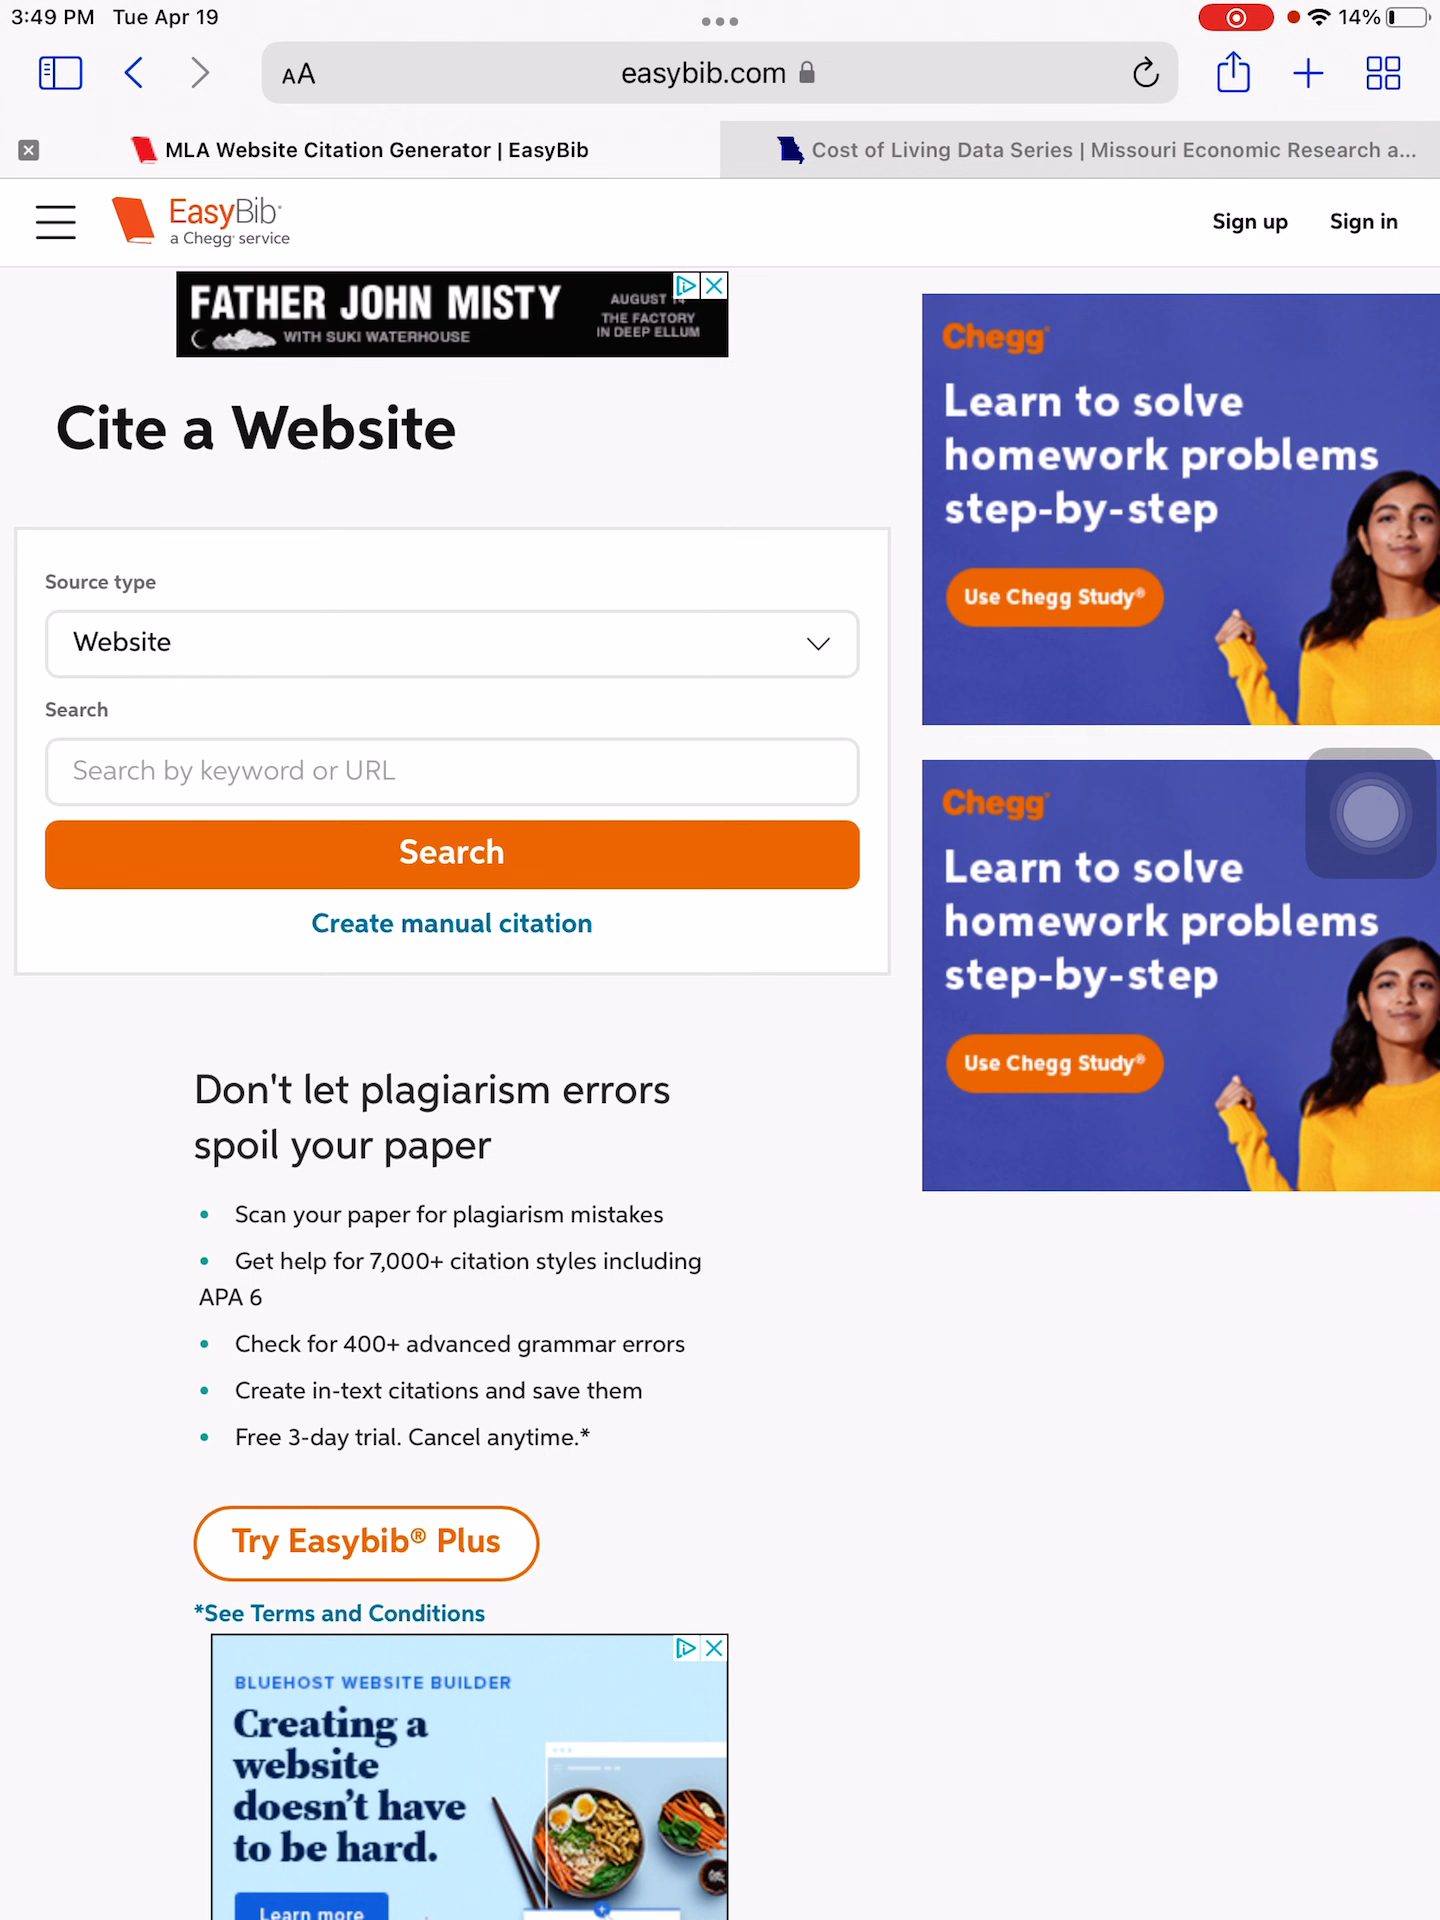 3:49 PM Tue Apr 19
14%
AA
easybib.com
MLA Website Citation Generator | EasyBib
Cost of Living Data Series | Missouri Economic Research a...
EasyBib
a Chegg service
Sign up
Sign in
FATHER JOHN MISTY
WITH SUKI WATERHOUSE
AUGUST 14
THE FACTORY
IN DEEP ELLUM
Cite a Website
Source type
Website
Search
Search by keyword or URL
Search
Create manual citation
Chegg®
Learn to solve
homework problems
step-by-step
Use Chegg Study®
Chegg®
Learn to solve
homework problems
step-by-step
Use Chegg Study®
Don't let plagiarism errors
spoil your paper
• Scan your paper for plagiarism mistakes
• Get help for 7,000+ citation styles including
APA 6
• Check for 400+ advanced grammar errors
• Create in-text citations and save them
• Free 3-day trial. Cancel anytime.*
Try Easybib® Plus
*See Terms and Conditions
BLUEHOST WEBSITE BUILDER
Creating a
website
doesn't have
to be hard.
Learn more